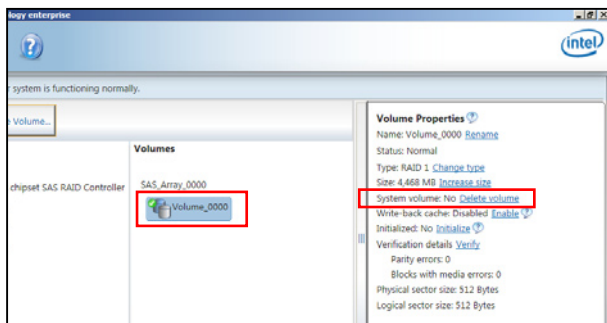 ology enterprise
intel
r system is functioning normally.
e Volume...
Volumes
chipset SAS RAID Controller
SAS_Array_0000
Volume_0000
Volume Properties
Name: Volume_0000 Rename
Status: Normal
Type: RAID 1 Change type
Size: 4,468 MB Increase size
System volume: No Delete volume
Write-back cache: Disabled Enable
Initialized: No Initialize
Verification details Verify
Parity errors: 0
Blocks with media errors: 0
Physical sector size: 512 Bytes
Logical sector size: 512 Bytes